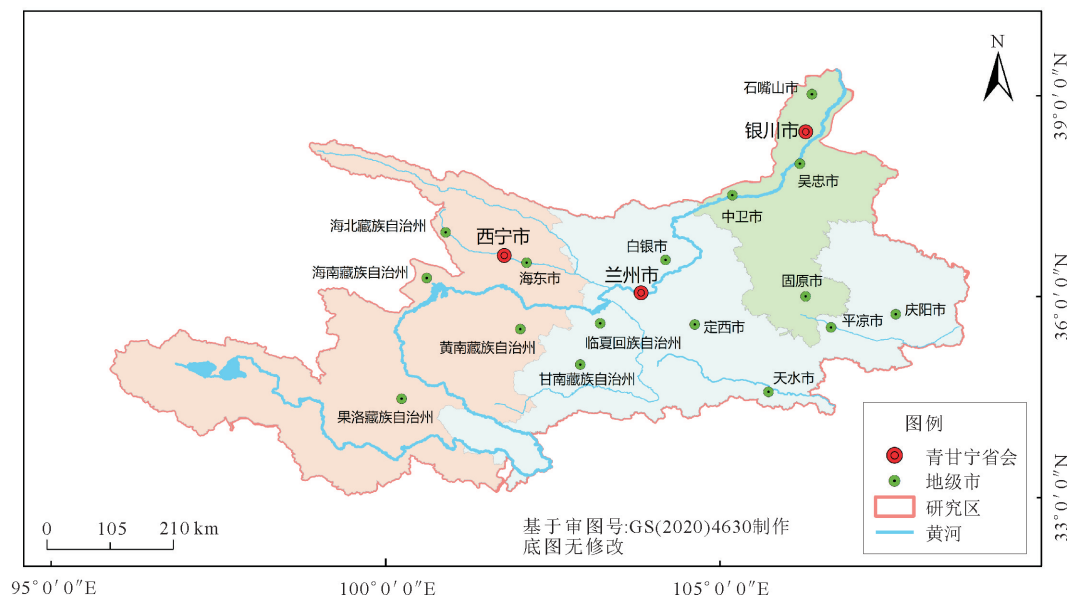 N
石嘴山市
银川市
吴忠市
中卫市
海北藏族自治州
西宁市
白银市
海东市
兰州市
海南藏族自治州
固原市
庆阳市
平凉市
定西市
临夏回族自治州
黄南藏族自治州
甘南藏族自治州
天水市
果洛藏族自治州
图例
青甘宁省会
地级市
研究区
黄河
0 105 210 km
基于审图号:GS(2020)4630制作
底图无修改
39°0′0″N
36°0′0″N
33°0′0″N
95°0′0″E 100°0′0″E 105°0′0″E